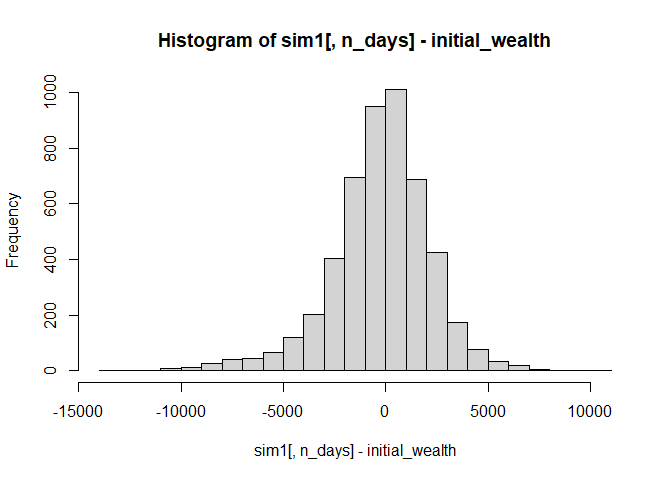 Histogram of sim1[, n_days] - initial_wealth
Frequency
1000
800
600
400
200
0
-15000 -10000 -5000 0 5000 10000
sim1[, n_days] - initial_wealth